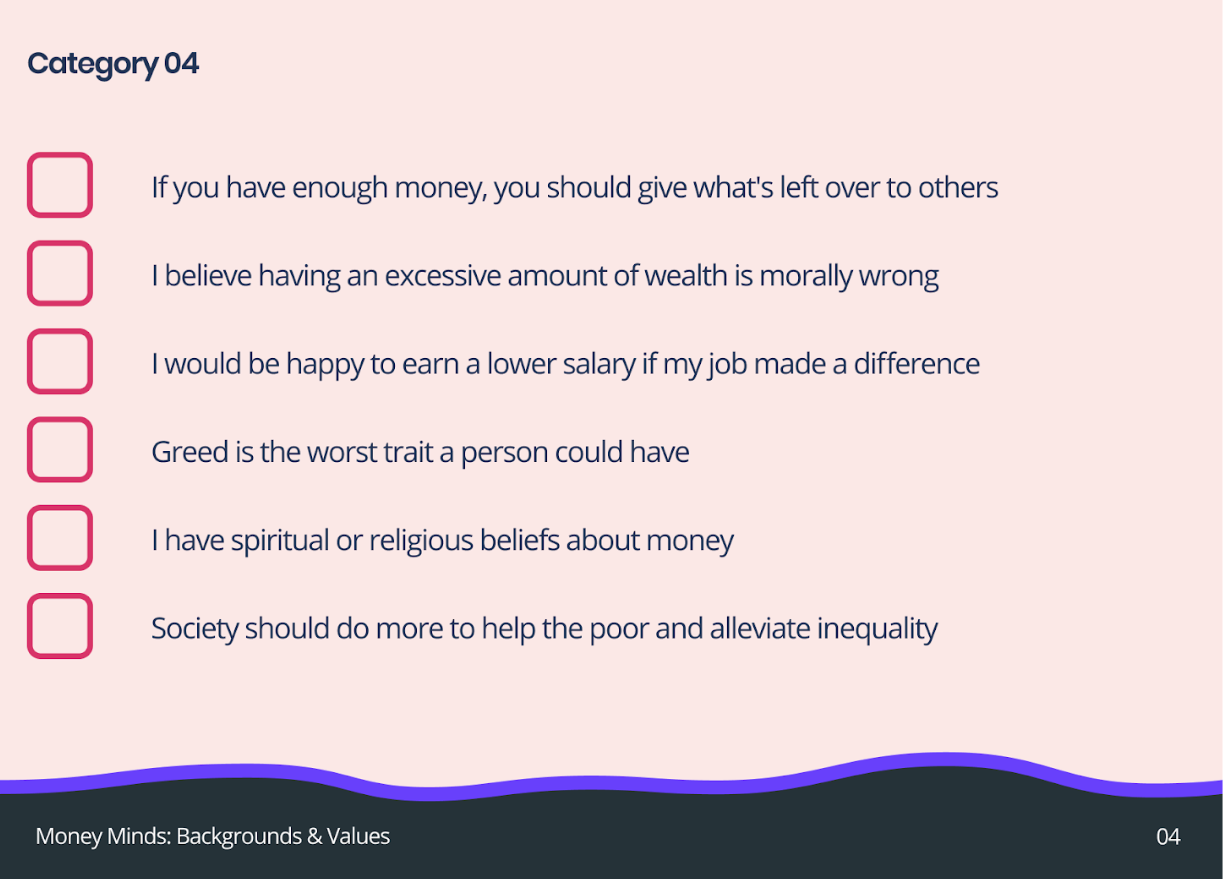 Category 04
If you have enough money, you should give what's left over to others
I believe having an excessive amount of wealth is morally wrong
I would be happy to earn a lower salary if my job made a difference
Greed is the worst trait a person could have
I have spiritual or religious beliefs about money
Society should do more to help the poor and alleviate inequality
Money Minds: Backgrounds & Values
04